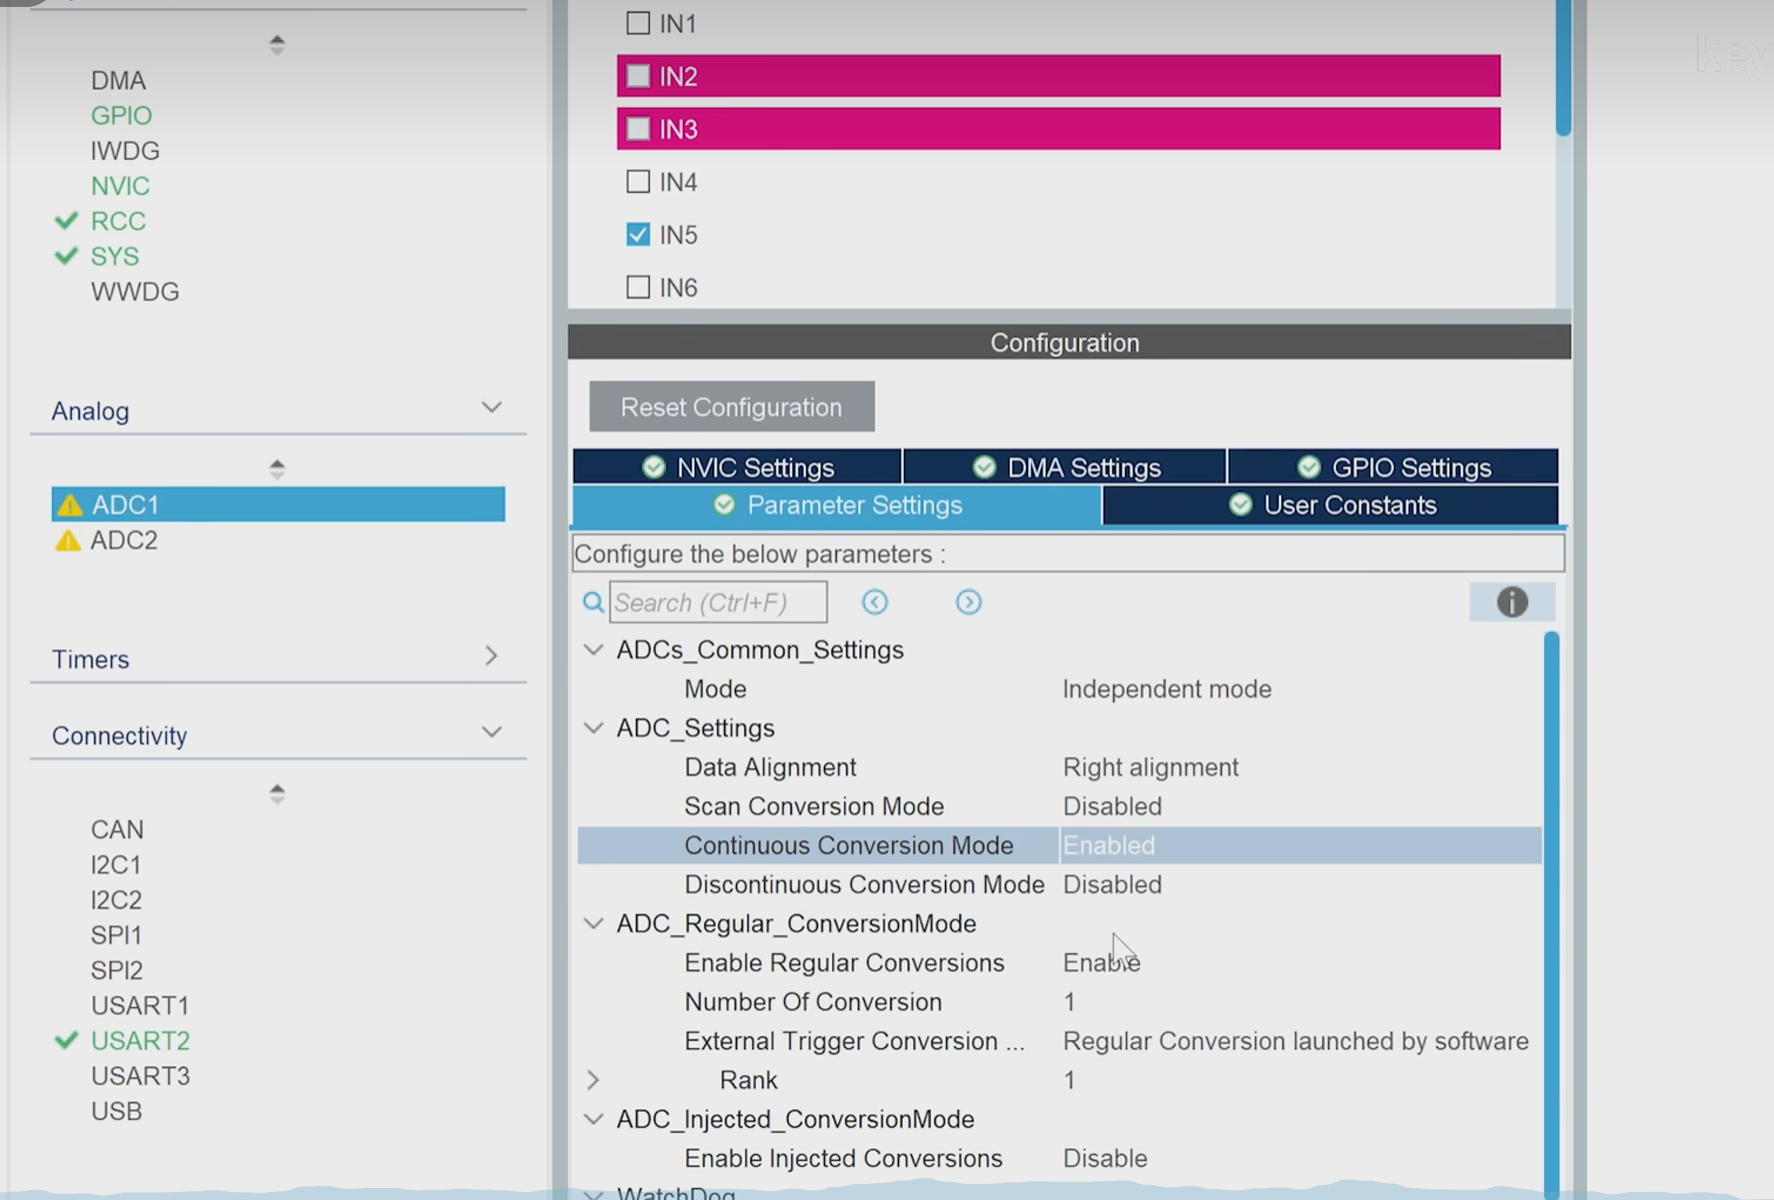 key
DMA
GPIO
IWDG
NVIC
RCC
SYS
WWDG
Analog
ADC1
ADC2
Timers
Connectivity
CAN
I2C1
I2C2
SPI1
SPI2
USART1
USART2
USART3
USB
IN1
IN2
IN3
IN4
IN5
IN6
Configuration
Reset Configuration
NVIC Settings DMA Settings GPIO Settings
Parameter Settings User Constants
Configure the below parameters :
Search (Ctrl+F)
ADCs_Common_Settings
Mode Independent mode
ADC_Settings
Data Alignment Right alignment
Scan Conversion Mode Disabled
Continuous Conversion Mode Enabled
Discontinuous Conversion Mode Disabled
ADC_Regular_ConversionMode
Enable Regular Conversions Enable
Number Of Conversion 1
External Trigger Conversion ... Regular Conversion launched by software
Rank 1
ADC_Injected_ConversionMode
Enable Injected Conversions Disable
WatchDog